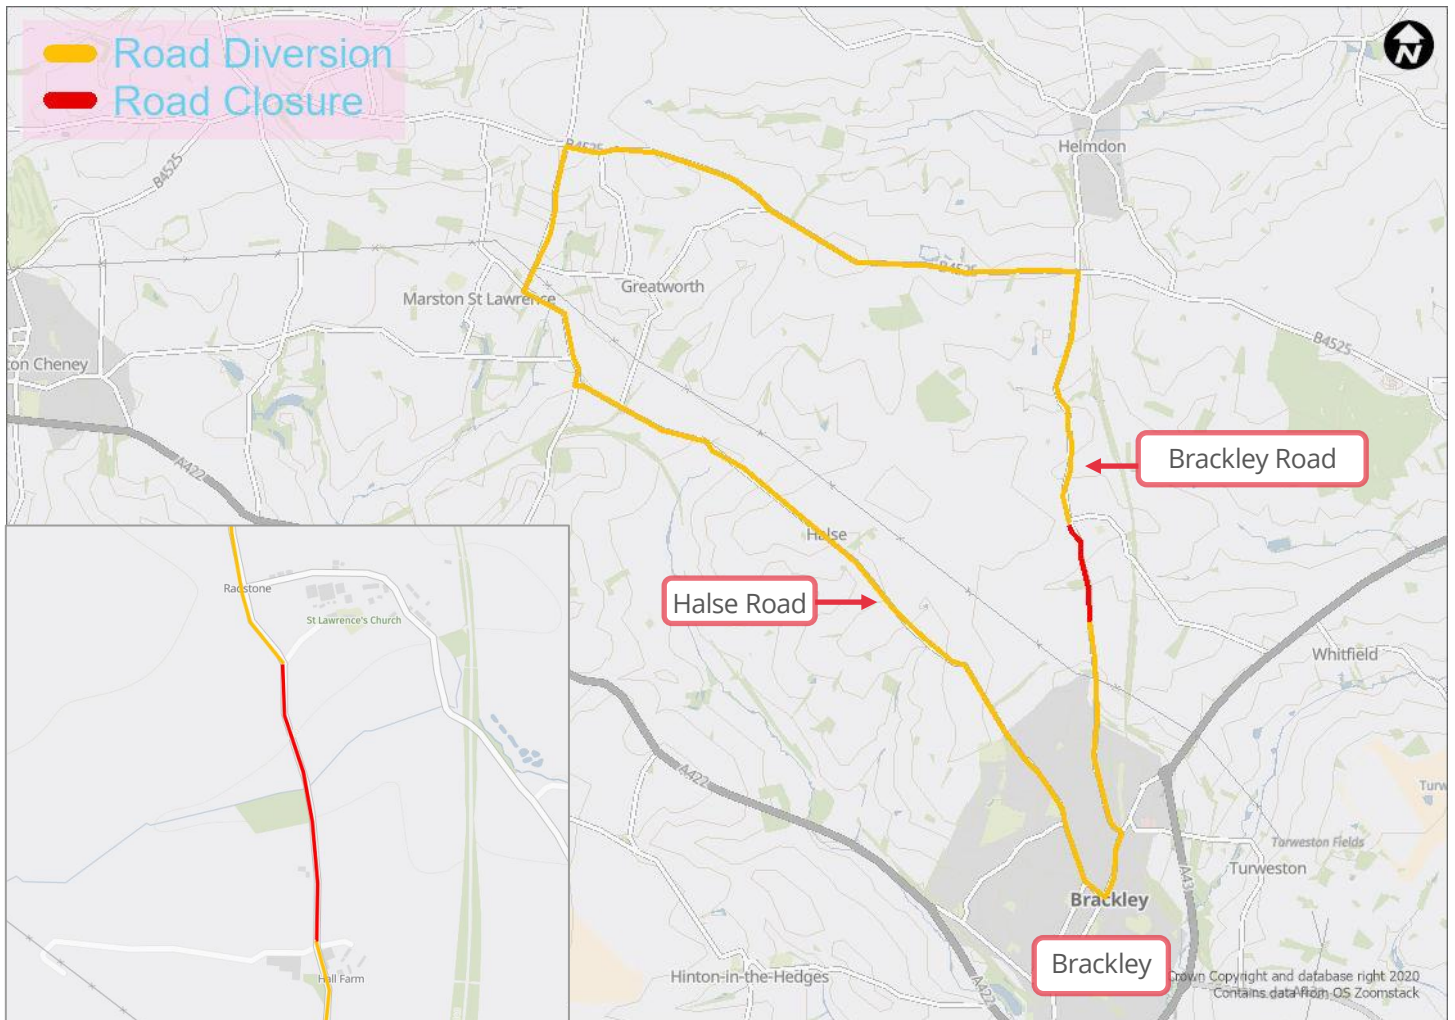 Road Diversion
Road Closure
N
B4525
B4525
Helmdon
Greatworth
Marston St Lawrence
B4525
B4525
Brackley Road
A422
Halse
Halse Road
Radstone
St Lawrence's Church
Whitfield
A422
Turweston Fields
Turweston
A43
Brackley
Hall Farm
Brackley
Hinton-in-the-Hedges
A422
Crown Copyright and database right 2020
Contains data from OS Zoomstack